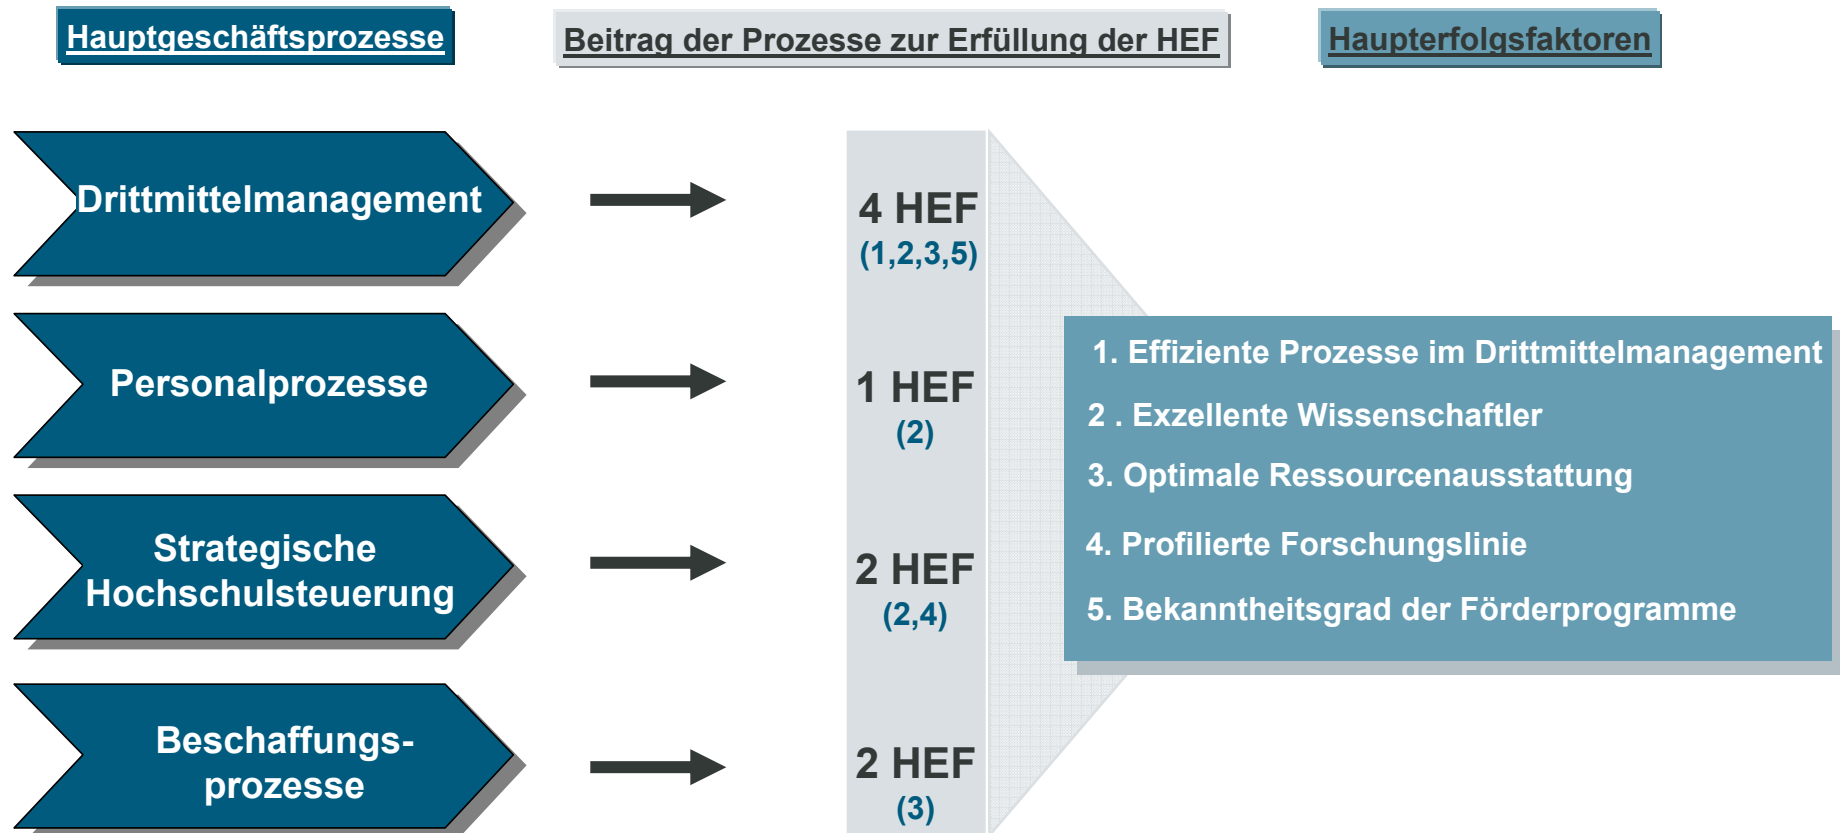 Hauptgeschäftsprozesse
Beitrag der Prozesse zur Erfüllung der HEF
Haupterfolgsfaktoren
Drittmittelmanagement
4 HEF
(1,2,3,5)
Personalprozesse
1 HEF
(2)
Strategische
Hochschulsteuerung
2 HEF
(2,4)
Beschaffungs-
prozesse
2 HEF
(3)
1. Effiziente Prozesse im Drittmittelmanagement
2 . Exzellente Wissenschaftler
3. Optimale Ressourcenausstattung
4. Profilierte Forschungslinie
5. Bekanntheitsgrad der Förderprogramme